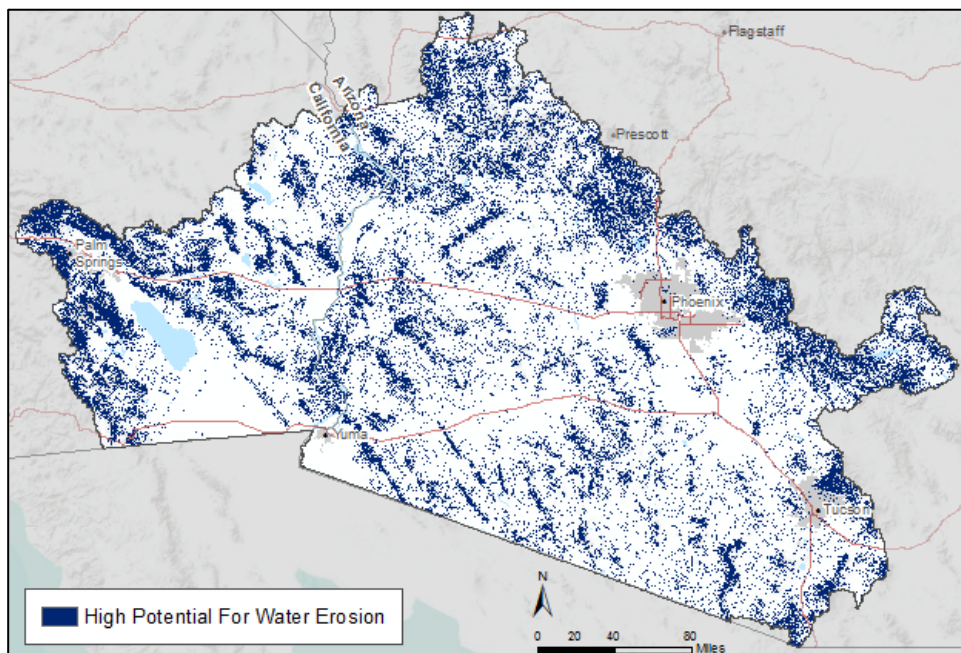 Flagstaff
Arizona
California
Prescott
Palm
Springs
Phoenix
Yuma
Tucson
High Potential For Water Erosion
N
0 20 40 80
Miles